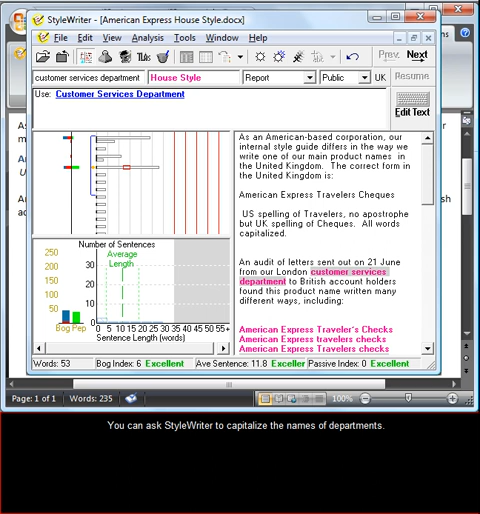 StyleWriter - [American Express House Style.docx]
File Edit View Analysis Tools Window Help
Prev. Next
customer services department House Style Report Public UK Resume
Use: Customer Services Department
Edit Text
As an American-based corporation, our
internal style guide differs in the way we
write one of our main product names in
the United Kingdom. The correct form in
the United Kingdom is:
American Express Travelers Cheques
US spelling of Travelers, no apostrophe
but UK spelling of Cheques. All words
capitalized.
An audit of letters sent out on 21 June
from our London customer services
department to British account holders
found this product name written many
different ways, including:
American Express Traveler's Checks
American Express travelers checks
American Express Travelers checks
Number of Sentences
Average
Length
250
200
150
100
50
30
20
10
0
Bog Pep
0 5 10 15 20 25 30 35 40 45 50 55+
Sentence Length (words)
Words: 53 Bog Index: 6 Excellent Ave Sentence: 11.8 Exceller Passive Index: 0 Excellent
Page: 1 of 1 Words: 235 100%
You can ask StyleWriter to capitalize the names of departments.